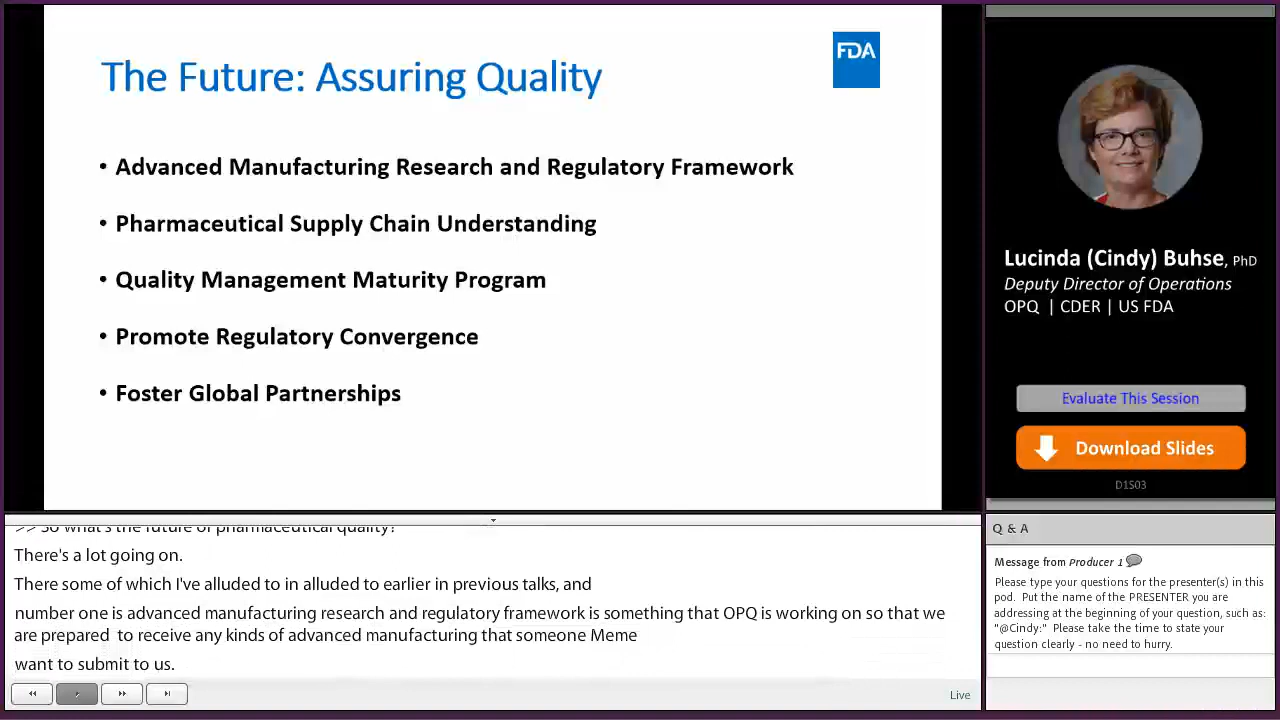 The Future: Assuring Quality
FDA
• Advanced Manufacturing Research and Regulatory Framework
• Pharmaceutical Supply Chain Understanding
• Quality Management Maturity Program
• Promote Regulatory Convergence
• Foster Global Partnerships
Lucinda (Cindy) Buhse, PhD
Deputy Director of Operations
OPQ | CDER | US FDA
Evaluate This Session
Download Slides
D1S03
>> So what's the future of pharmaceutical quality?
There's a lot going on.
There some of which I've alluded to in alluded to earlier in previous talks, and
number one is advanced manufacturing research and regulatory framework is something that OPQ is working on so that we
are prepared to receive any kinds of advanced manufacturing that someone Meme
want to submit to us.
Live
Q & A
Message from Producer 1
Please type your questions for the presenter(s) in this
pod. Put the name of the PRESENTER you are
addressing at the beginning of your question, such as:
"@Cindy:" Please take the time to state your
question clearly - no need to hurry.